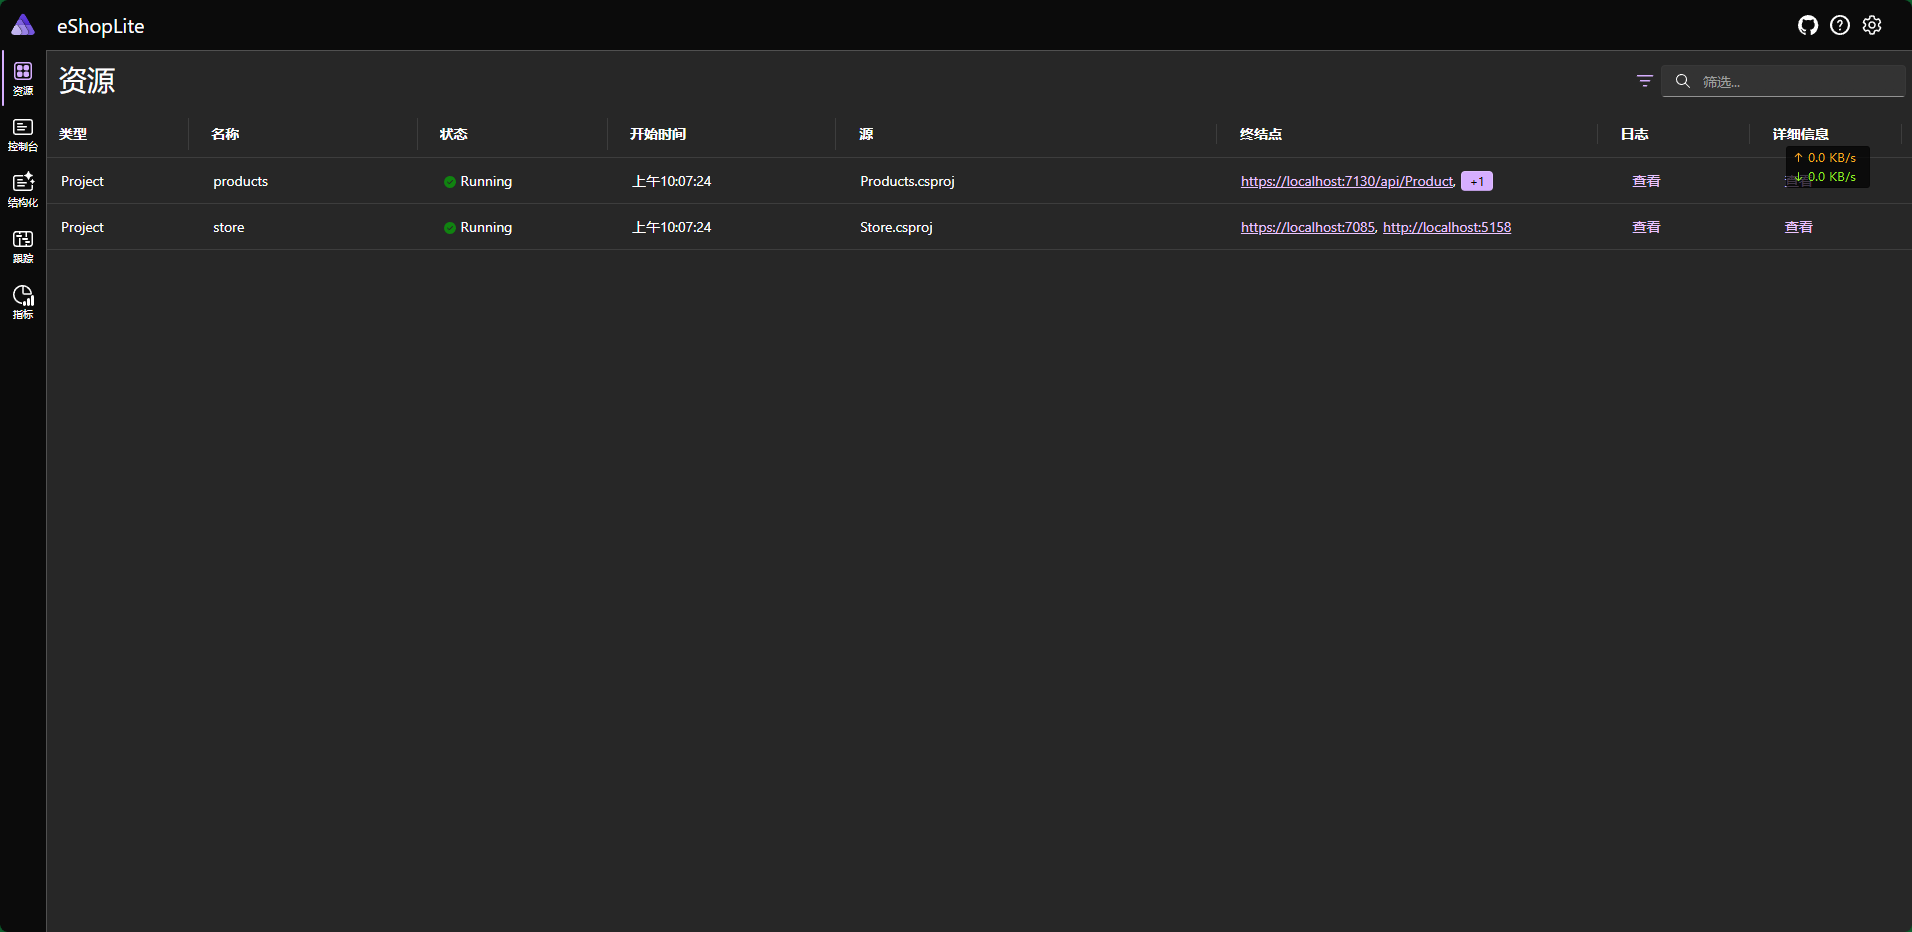 eShopLite
资源
控制台
结构化
跟踪
指标
资源
筛选...
类型 名称 状态 开始时间 源 终结点 日志 详细信息
Project products Running 上午10:07:24 Products.csproj https://localhost:7130/api/Product, +1 查看 查看
↑ 0.0 KB/s
↓ 0.0 KB/s
Project store Running 上午10:07:24 Store.csproj https://localhost:7085, http://localhost:5158 查看 查看